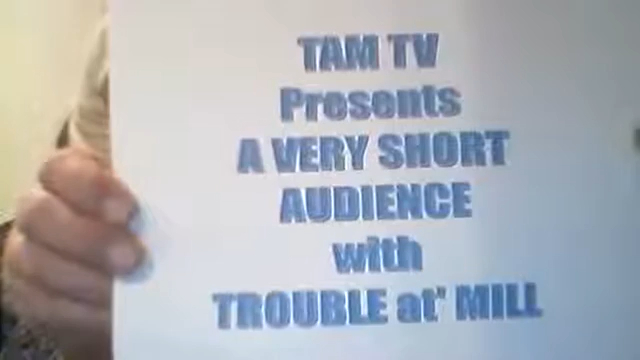 TAM TV
Presents
A VERY SHORT
AUDIENCE
with
TROUBLE at' MILL